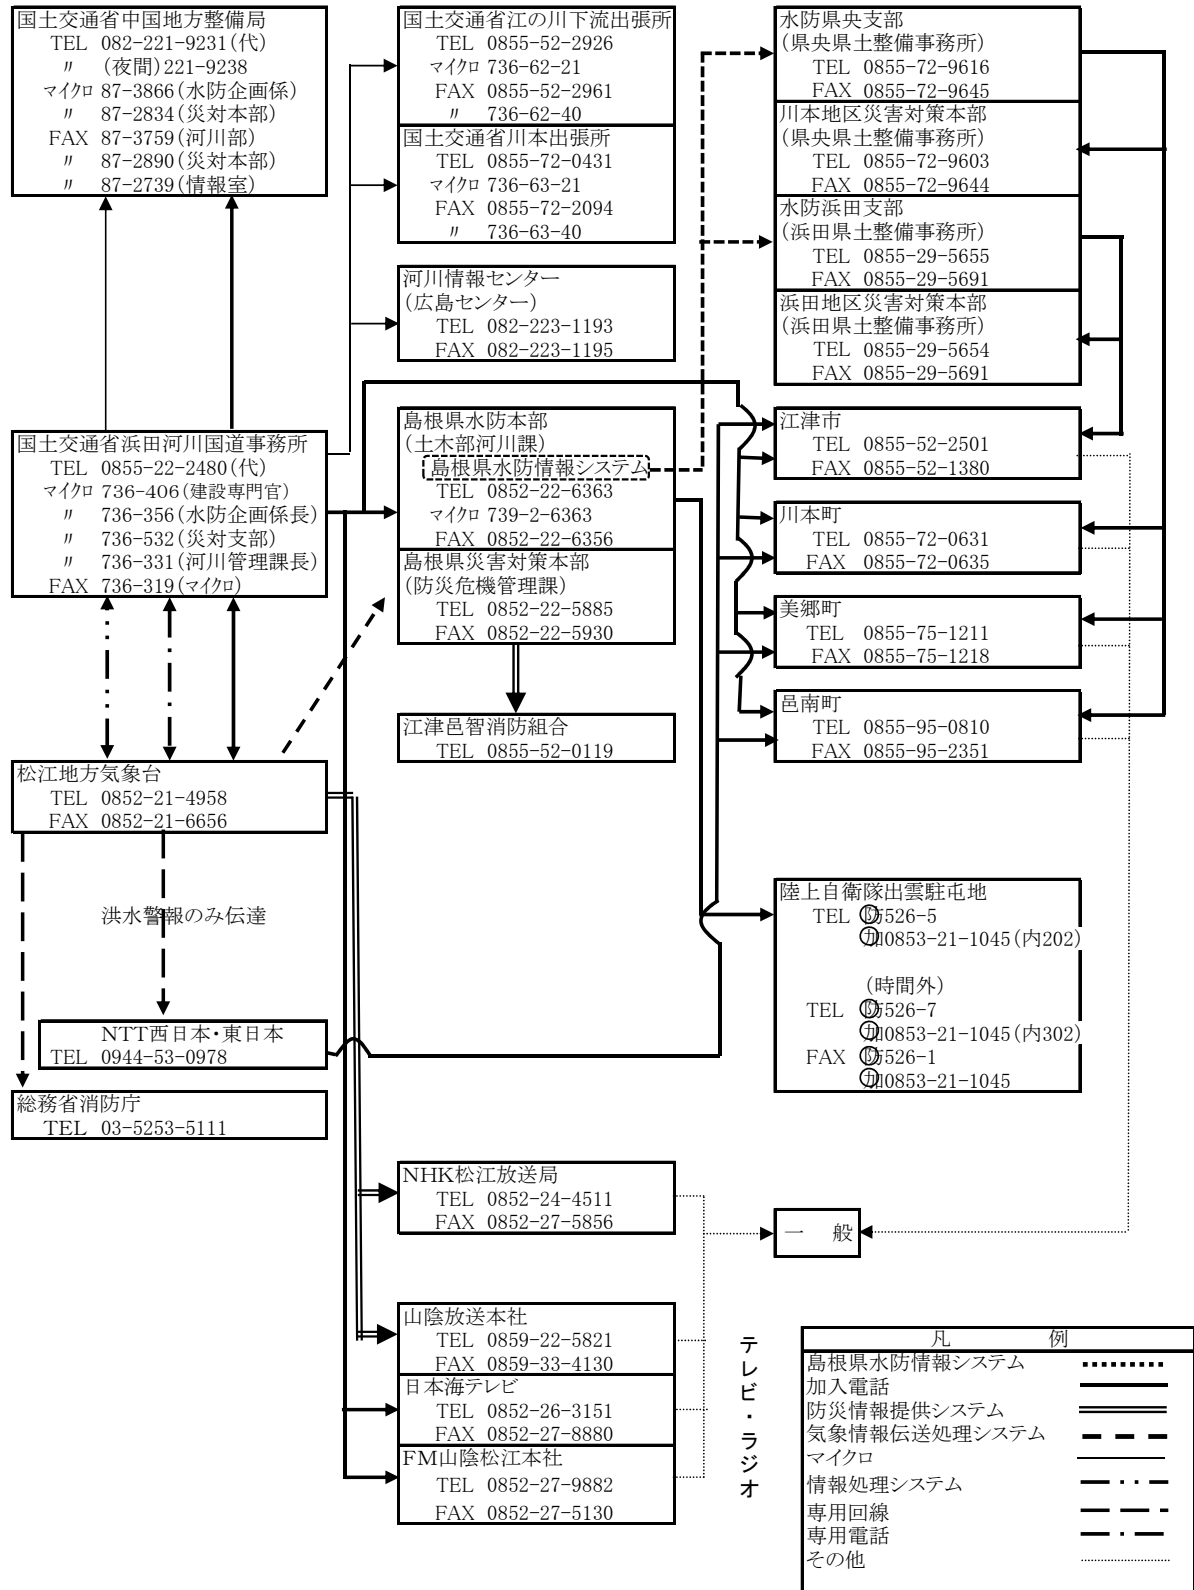 国土交通省中国地方整備局
TEL 082-221-9231(代)
〃 (夜間)221-9238
マイクロ 87-3866(水防企画係)
〃 87-2834(災対本部)
FAX 87-3759(河川部)
〃 87-2890(災対本部)
〃 87-2739(情報室)
国土交通省浜田河川国道事務所
TEL 0855-22-2480(代)
マイクロ 736-406(建設専門官)
〃 736-356(水防企画係長)
〃 736-532(災対支部)
〃 736-331(河川管理課長)
FAX 736-319(マイクロ)
松江地方気象台
TEL 0852-21-4958
FAX 0852-21-6656
洪水警報のみ伝達
NTT西日本・東日本
TEL 0944-53-0978
総務省消防庁
TEL 03-5253-5111
国土交通省江の川下流出張所
TEL 0855-52-2926
マイクロ 736-62-21
FAX 0855-52-2961
〃 736-62-40
国土交通省川本出張所
TEL 0855-72-0431
マイクロ 736-63-21
FAX 0855-72-2094
〃 736-63-40
河川情報センター
(広島センター)
TEL 082-223-1193
FAX 082-223-1195
島根県水防本部
(土木部河川課)
島根県水防情報システム
TEL 0852-22-6363
マイクロ 739-2-6363
FAX 0852-22-6356
島根県災害対策本部
(防災危機管理課)
TEL 0852-22-5885
FAX 0852-22-5930
江津邑智消防組合
TEL 0855-52-0119
NHK松江放送局
TEL 0852-24-4511
FAX 0852-27-5856
山陰放送本社
TEL 0859-22-5821
FAX 0859-33-4130
日本海テレビ
TEL 0852-26-3151
FAX 0852-27-8880
FM山陰松江本社
TEL 0852-27-9882
FAX 0852-27-5130
水防県央支部
(県央県土整備事務所)
TEL 0855-72-9616
FAX 0855-72-9645
川本地区災害対策本部
(県央県土整備事務所)
TEL 0855-72-9603
FAX 0855-72-9644
水防浜田支部
(浜田県土整備事務所)
TEL 0855-29-5655
FAX 0855-29-5691
浜田地区災害対策本部
(浜田県土整備事務所)
TEL 0855-29-5654
FAX 0855-29-5691
江津市
TEL 0855-52-2501
FAX 0855-52-1380
川本町
TEL 0855-72-0631
FAX 0855-72-0635
美郷町
TEL 0855-75-1211
FAX 0855-75-1218
邑南町
TEL 0855-95-0810
FAX 0855-95-2351
陸上自衛隊出雲駐屯地
TEL 防526-5
加0853-21-1045(内202)
(時間外)
TEL 防526-7
加0853-21-1045(内302)
FAX 防526-1
加0853-21-1045
一 般
テレビ・ラジオ
凡 例
島根県水防情報システム
加入電話
防災情報提供システム
気象情報伝送処理システム
マイクロ
情報処理システム
専用回線
専用電話
その他